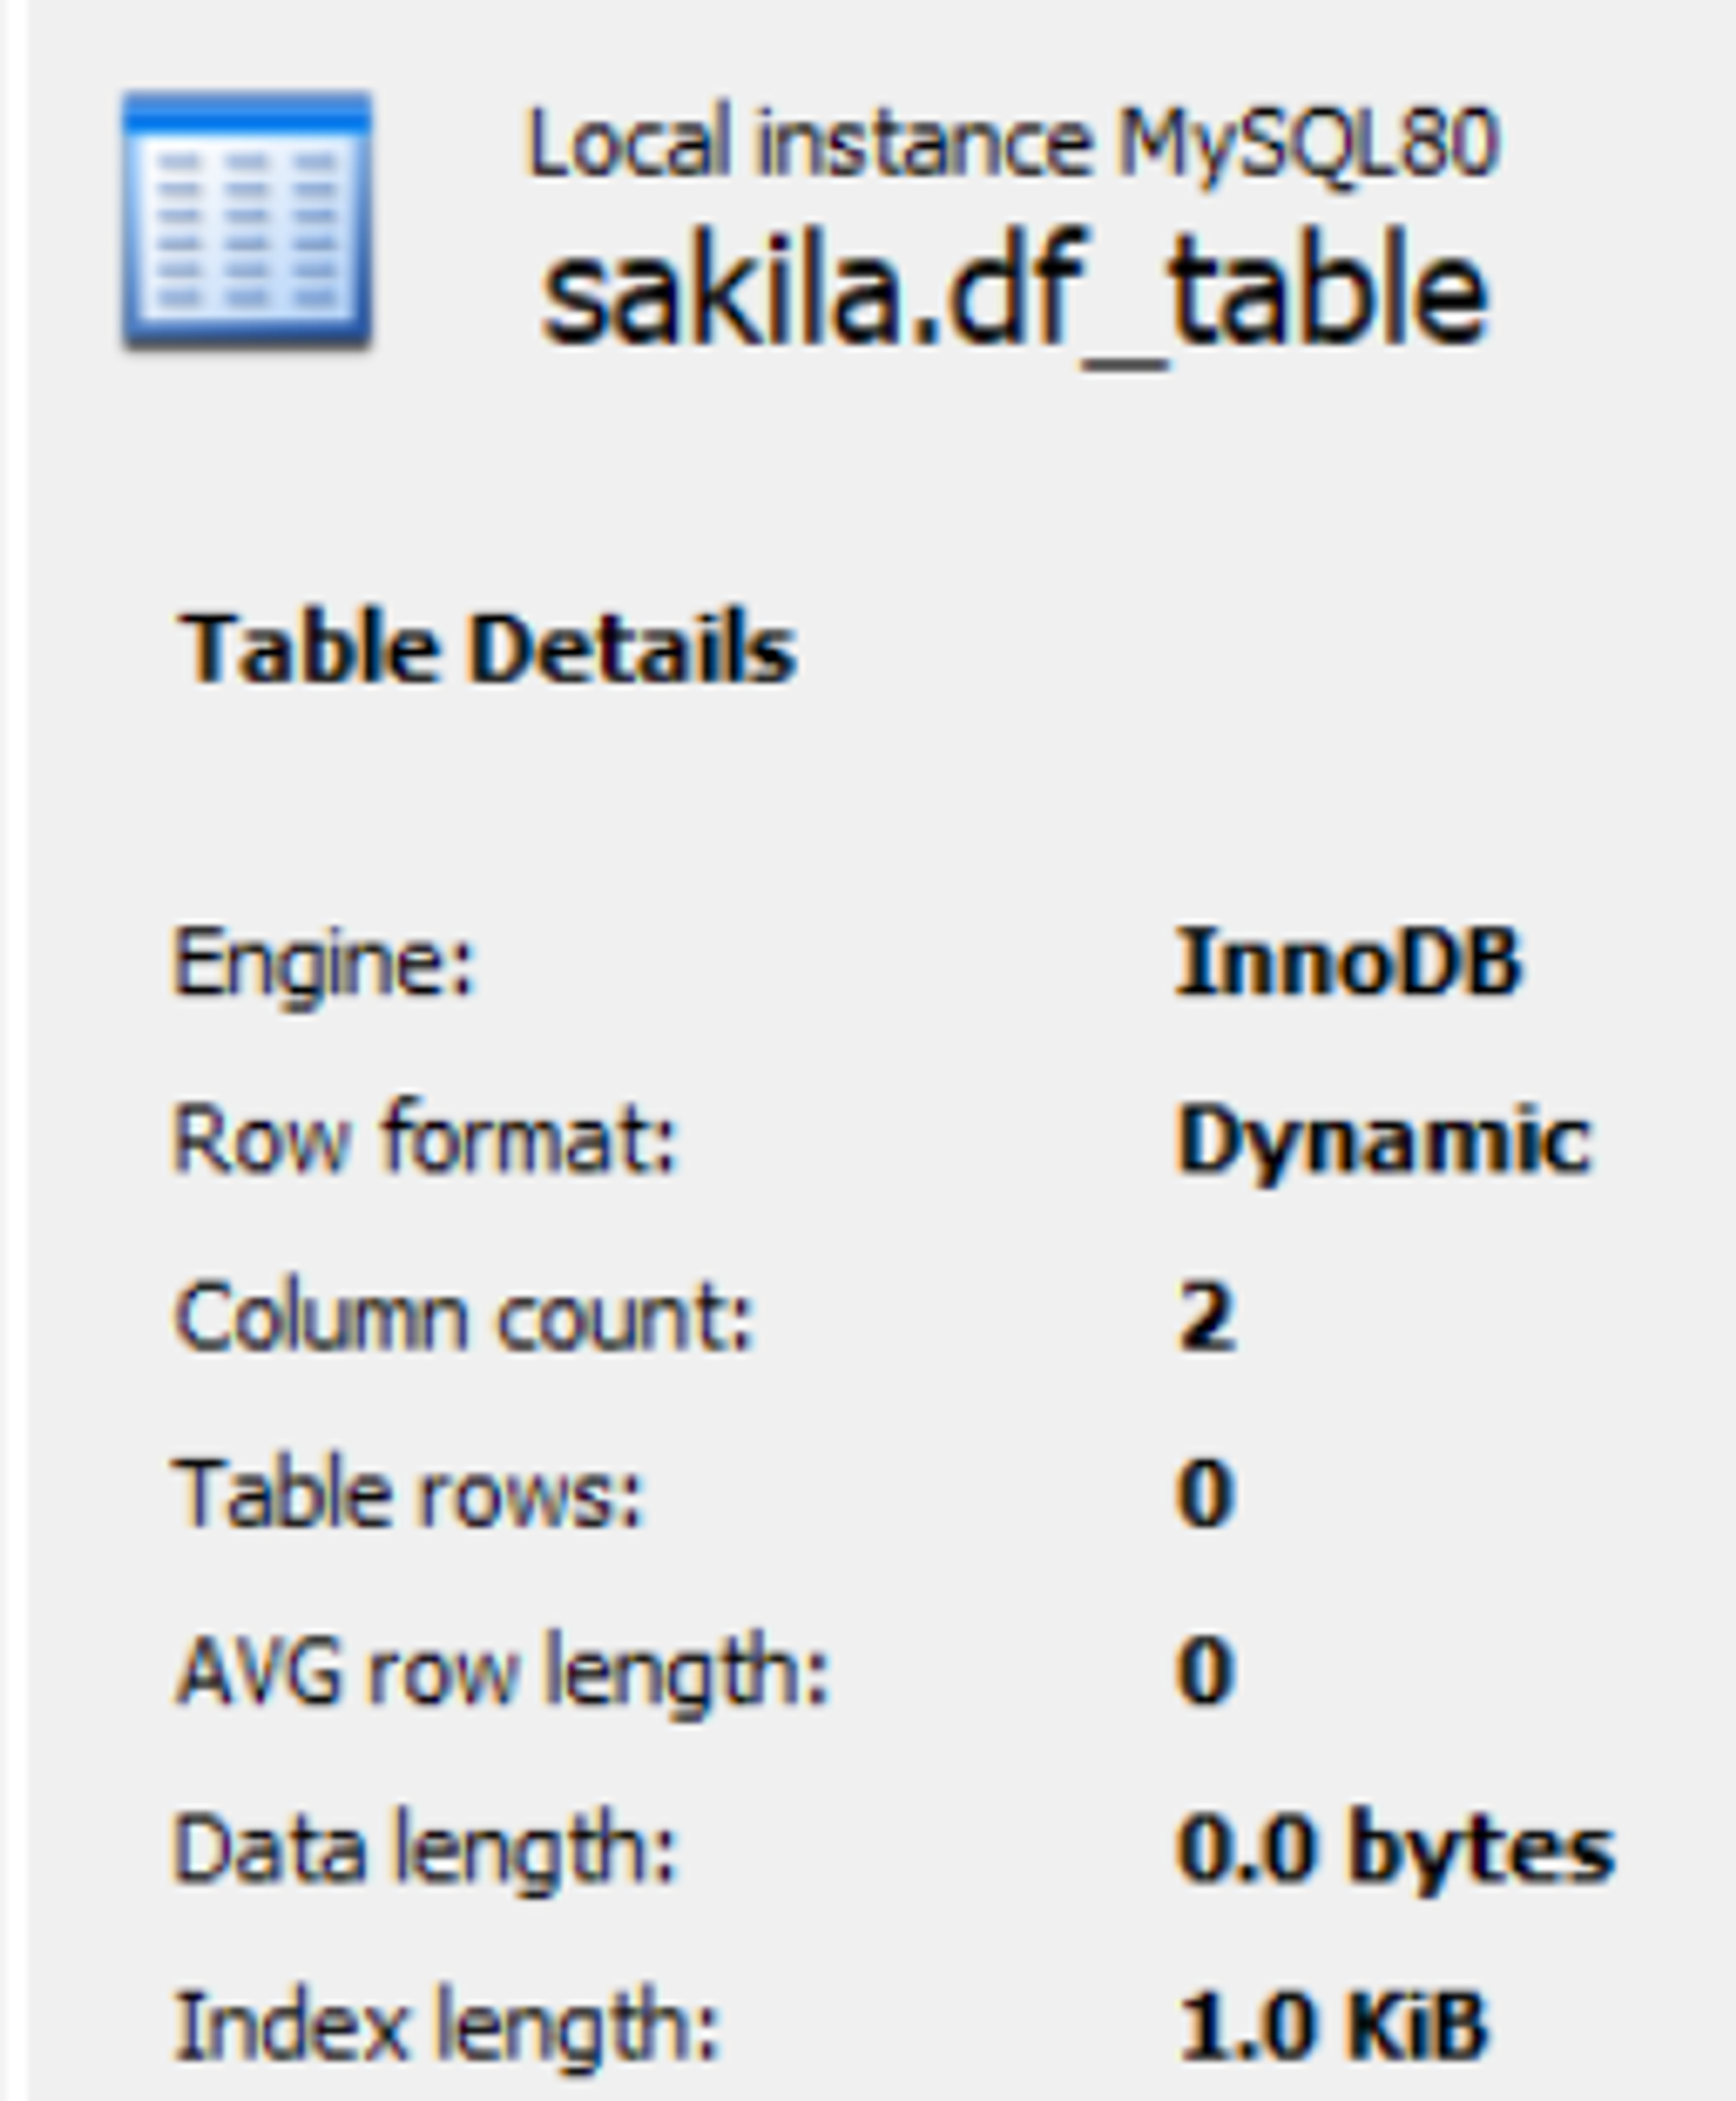 Local instance MySQL80
sakila.df_table
Table Details
Engine: InnoDB
Row format: Dynamic
Column count: 2
Table rows: 0
AVG row length: 0
Data length: 0.0 bytes
Index length: 1.0 KiB